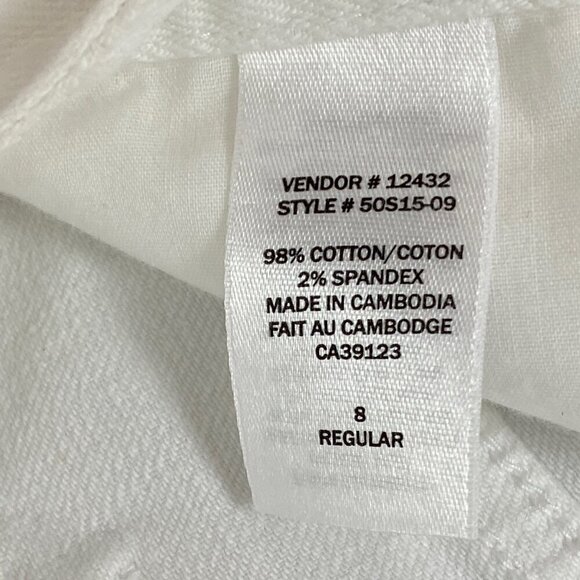 VENDOR # 12432
STYLE # 50S15-09
98% COTTON/COTON
2% SPANDEX
MADE IN CAMBODIA
FAIT AU CAMBODGE
CA39123
8
REGULAR